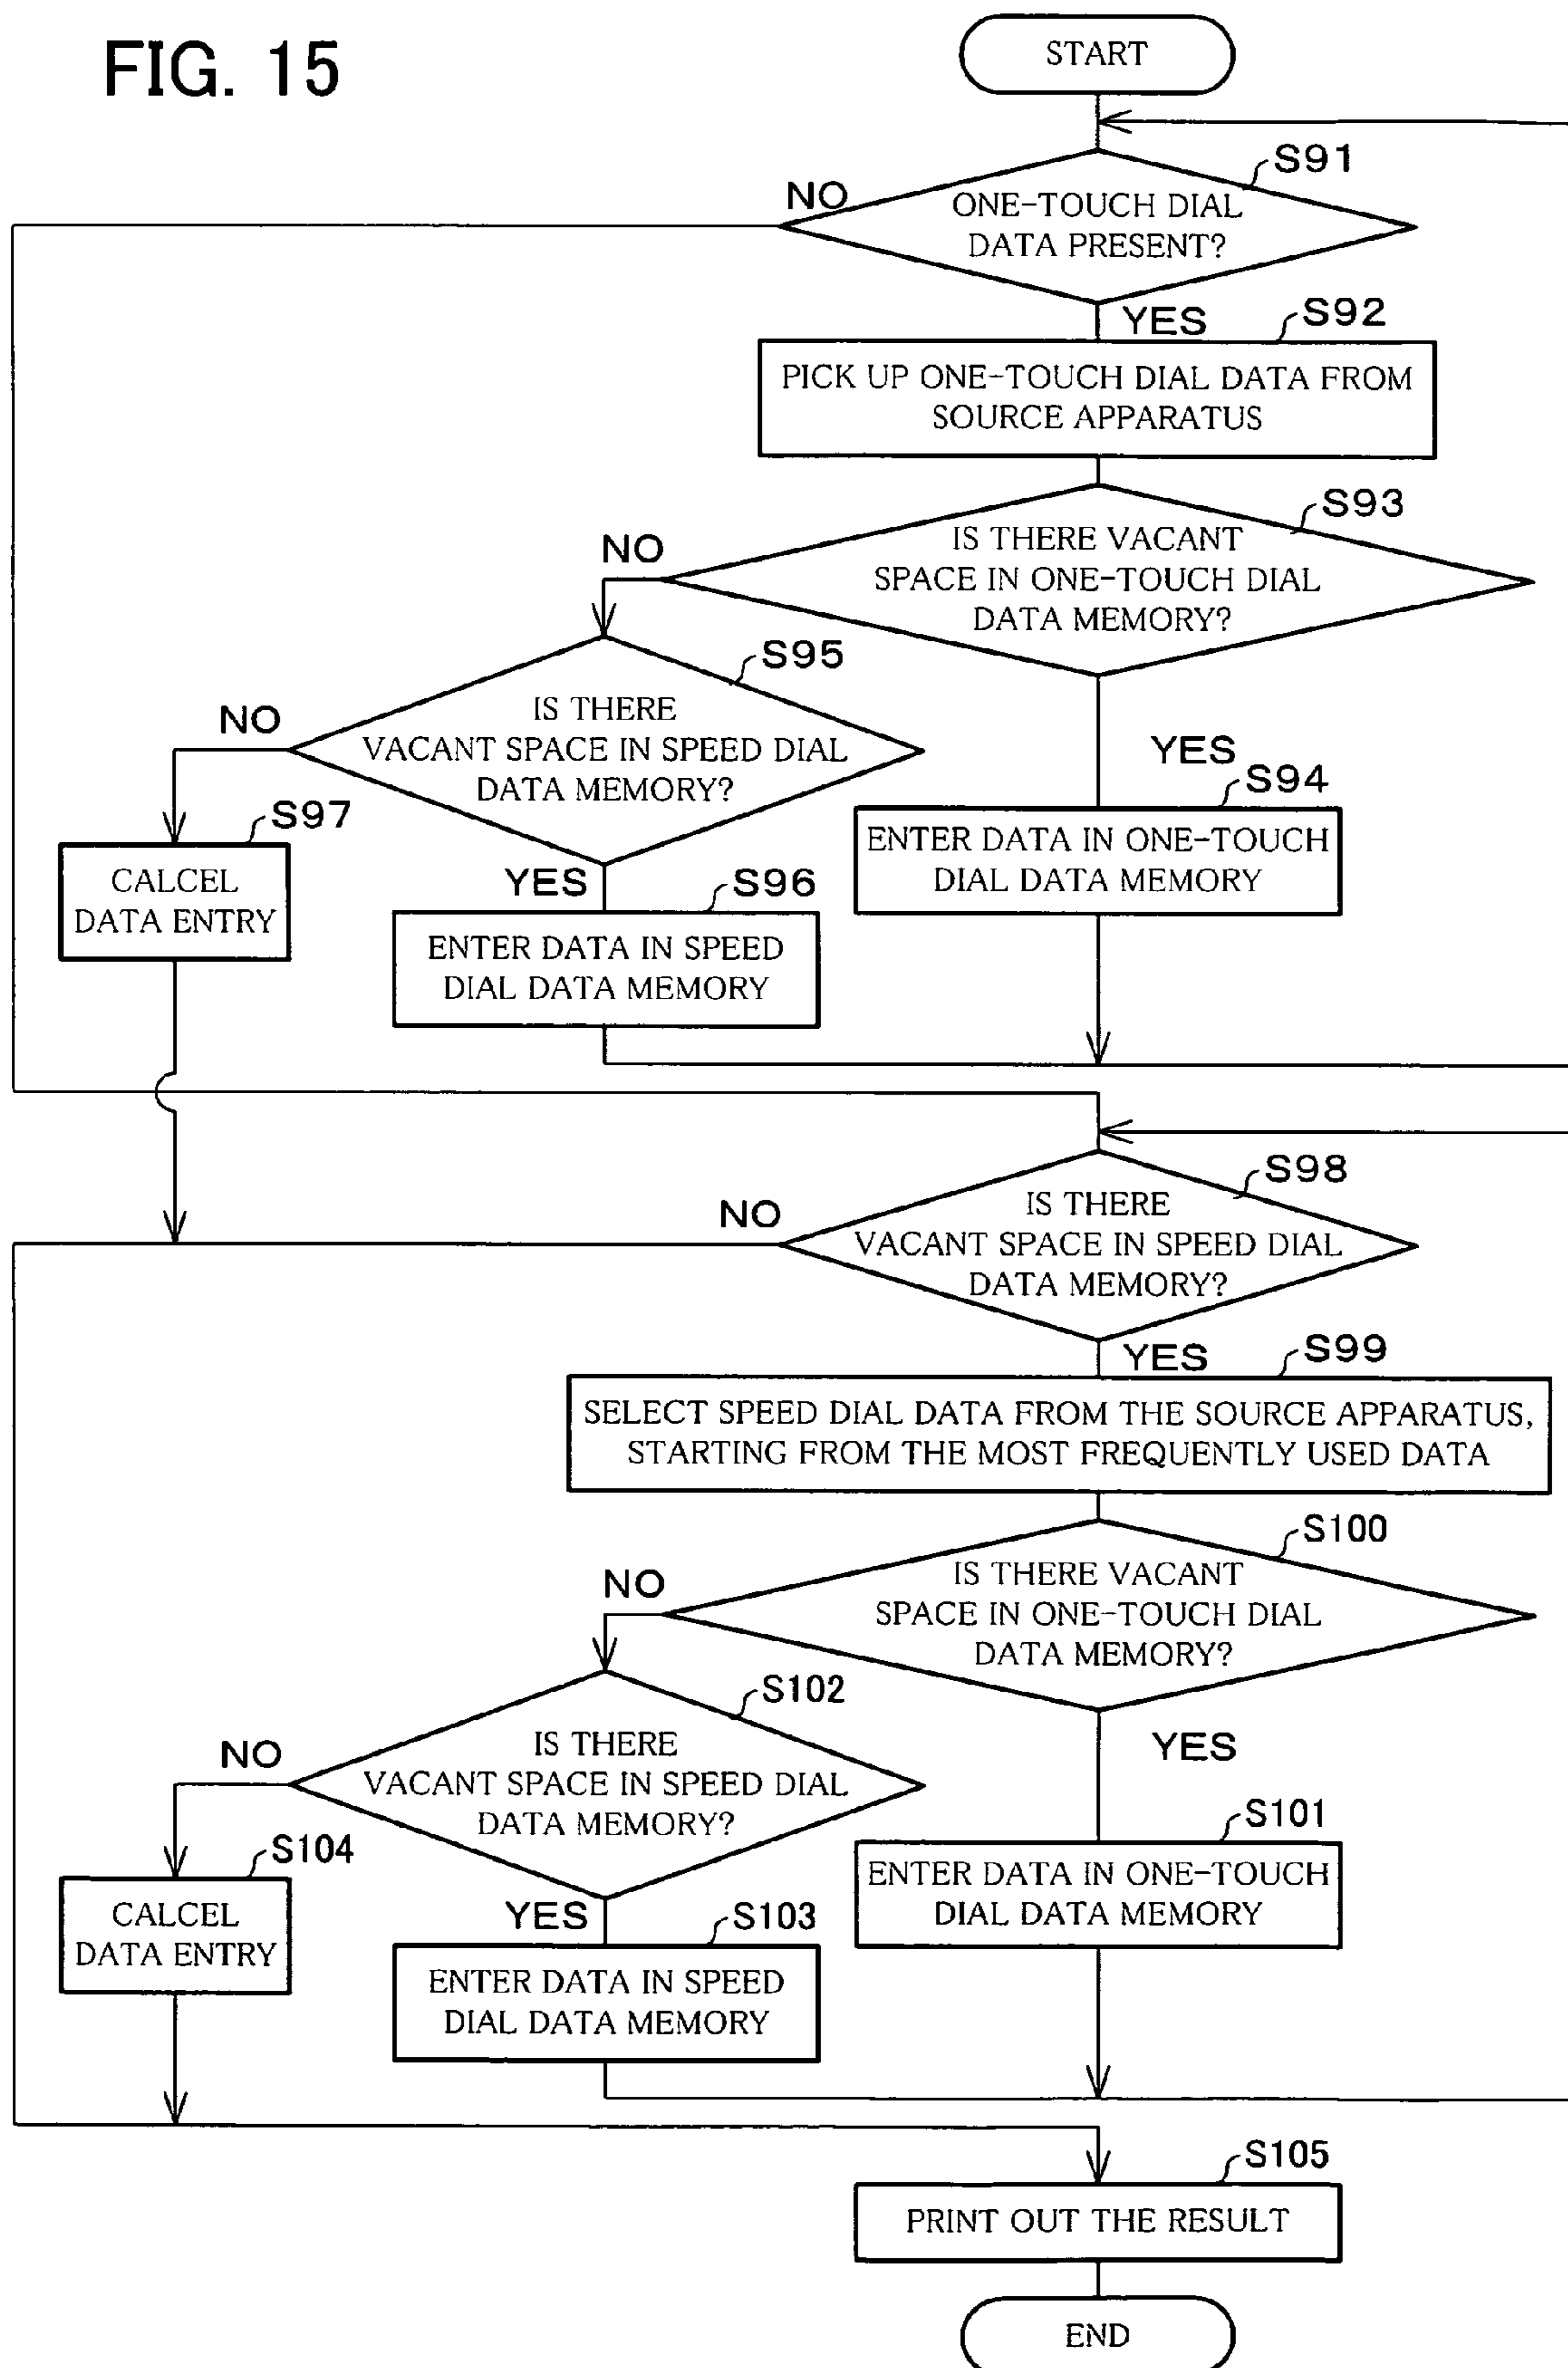 FIG. 15
START
S91
NO
ONE-TOUCH DIAL
DATA PRESENT?
YES
S92
PICK UP ONE-TOUCH DIAL DATA FROM
SOURCE APPARATUS
S93
NO
IS THERE VACANT
SPACE IN ONE-TOUCH DIAL
DATA MEMORY?
S95
NO
IS THERE
VACANT SPACE IN SPEED DIAL
DATA MEMORY?
YES
S94
ENTER DATA IN ONE-TOUCH
DIAL DATA MEMORY
S97
CALCEL
DATA ENTRY
YES
S96
ENTER DATA IN SPEED
DIAL DATA MEMORY
S98
NO
IS THERE
VACANT SPACE IN SPEED DIAL
DATA MEMORY?
YES
S99
SELECT SPEED DIAL DATA FROM THE SOURCE APPARATUS,
STARTING FROM THE MOST FREQUENTLY USED DATA
S100
NO
IS THERE VACANT
SPACE IN ONE-TOUCH DIAL
DATA MEMORY?
S102
NO
IS THERE
VACANT SPACE IN SPEED DIAL
DATA MEMORY?
YES
S101
ENTER DATA IN ONE-TOUCH
DIAL DATA MEMORY
S104
CALCEL
DATA ENTRY
YES
S103
ENTER DATA IN SPEED
DIAL DATA MEMORY
S105
PRINT OUT THE RESULT
END